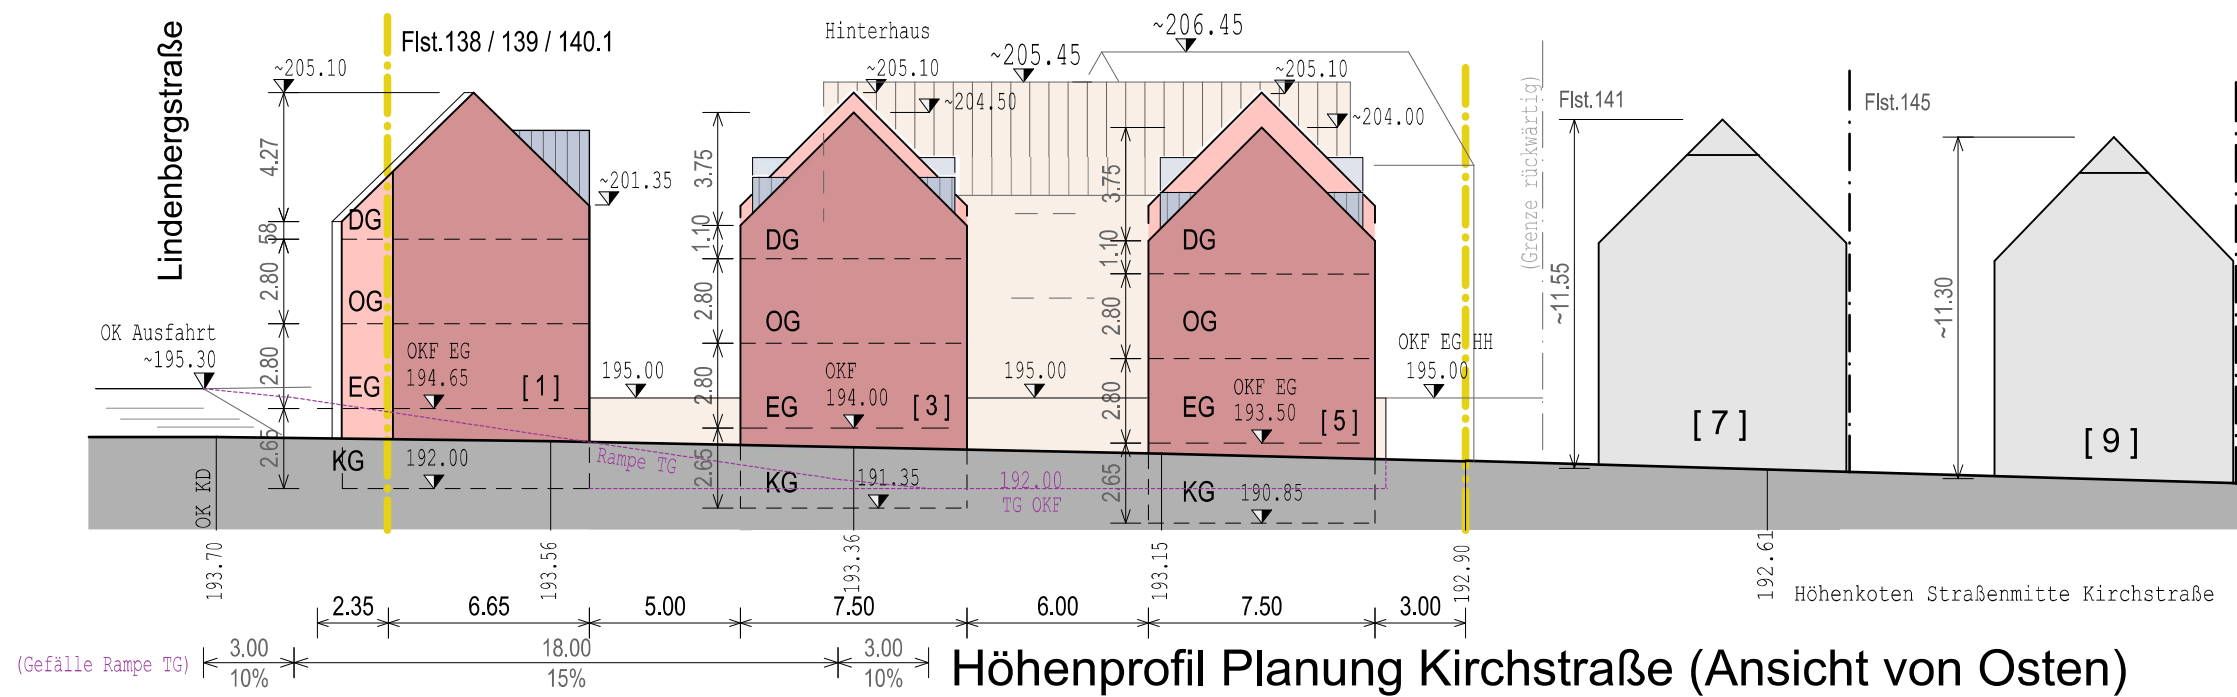 Lindenbergstraße
Flst.138 / 139 / 140.1
Hinterhaus
~206.45
~205.45
~205.10
~205.10
~205.10
~204.50
~204.00
~201.35
(Grenze rückwärtig)
Flst.141
Flst.145
4.27
58
2.80
2.80
2.65
3.75
1.10
2.80
2.80
2.65
3.75
1.10
2.80
2.80
2.65
~11.55
~11.30
DG
OG
EG
KG
DG
OG
EG
KG
DG
OG
EG
KG
OK Ausfahrt
~195.30
OKF EG
194.65
[ 1 ]
192.00
195.00
OKF
194.00
[ 3 ]
191.35
195.00
OKF EG
193.50
[ 5 ]
190.85
OKF EG HH
195.00
[ 7 ]
[ 9 ]
Rampe TG
192.00
TG OKF
OK KD
193.70
193.56
193.36
193.15
192.90
192.61
Höhenkoten Straßenmitte Kirchstraße
2.35 6.65 5.00 7.50 6.00 7.50 3.00
(Gefälle Rampe TG)
3.00 18.00 3.00
10% 15% 10%
Höhenprofil Planung Kirchstraße (Ansicht von Osten)